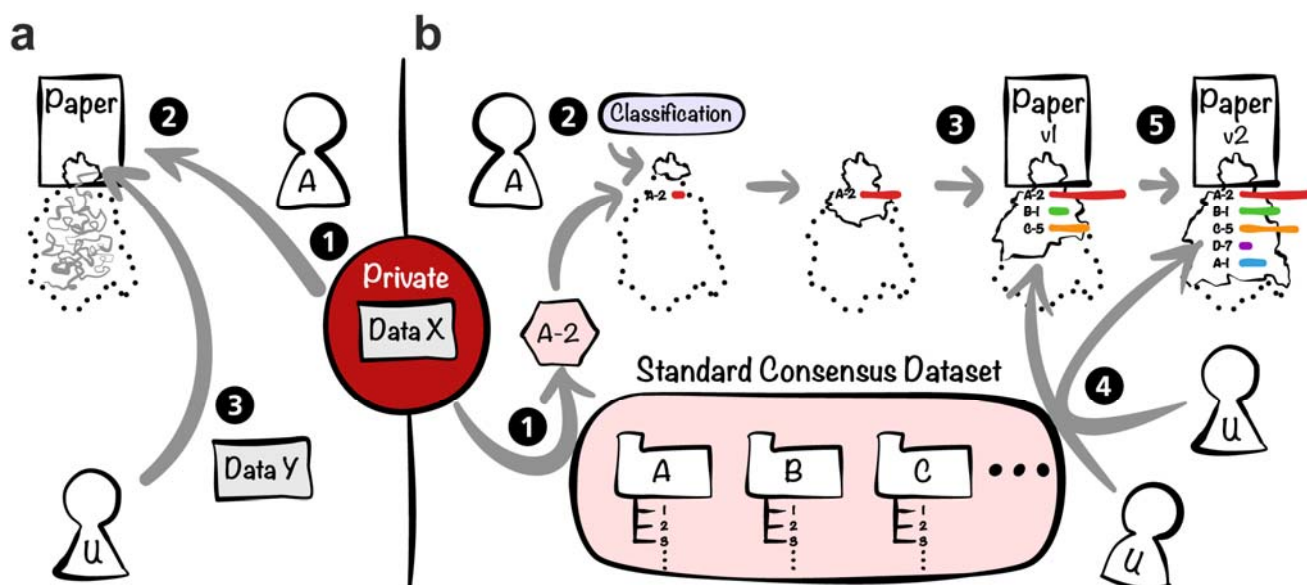 a
Paper
2
A
1
Private
Data X
3
Data Y
U
b
A
2
Classification
A-2
A-2
A-2
1
3
Paper
v1
A-2
B-1
C-5
5
Paper
v2
A-2
B-1
C-5
D-7
A-1
4
U
U
Standard Consensus Dataset
A
1
2
3
B
1
2
3
C
1
2
3